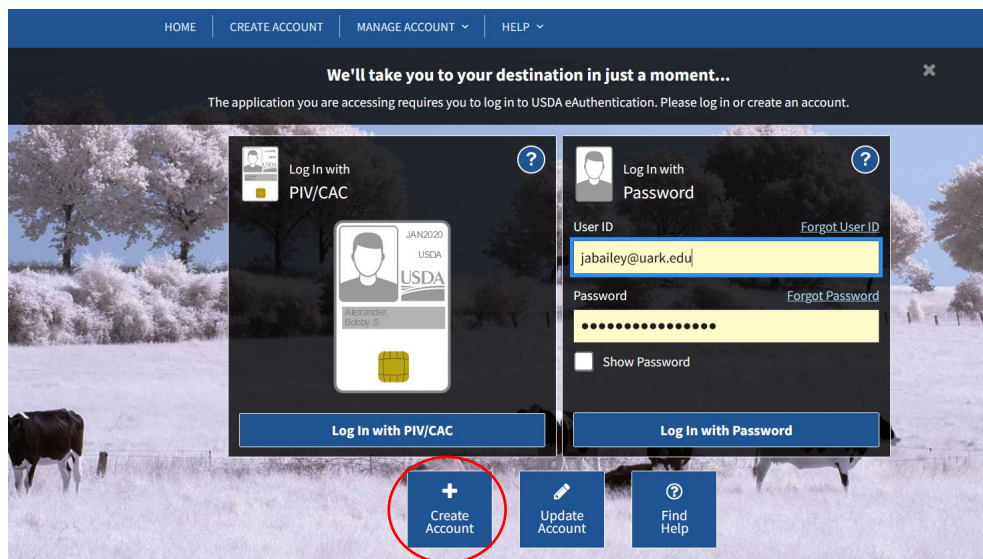 HOME CREATE ACCOUNT MANAGE ACCOUNT HELP
We'll take you to your destination in just a moment...
The application you are accessing requires you to log in to USDA eAuthentication. Please log in or create an account.
Log In with
PIV/CAC
?
JAN2020
USDA
USDA
Alexander,
Bobby S.
Log In with PIV/CAC
Log In with
Password
?
User ID Forgot User ID
jabailey@uark.edu
Password Forgot Password
••••••••••••••••
Show Password
Log In with Password
Create
Account
Update
Account
Find
Help